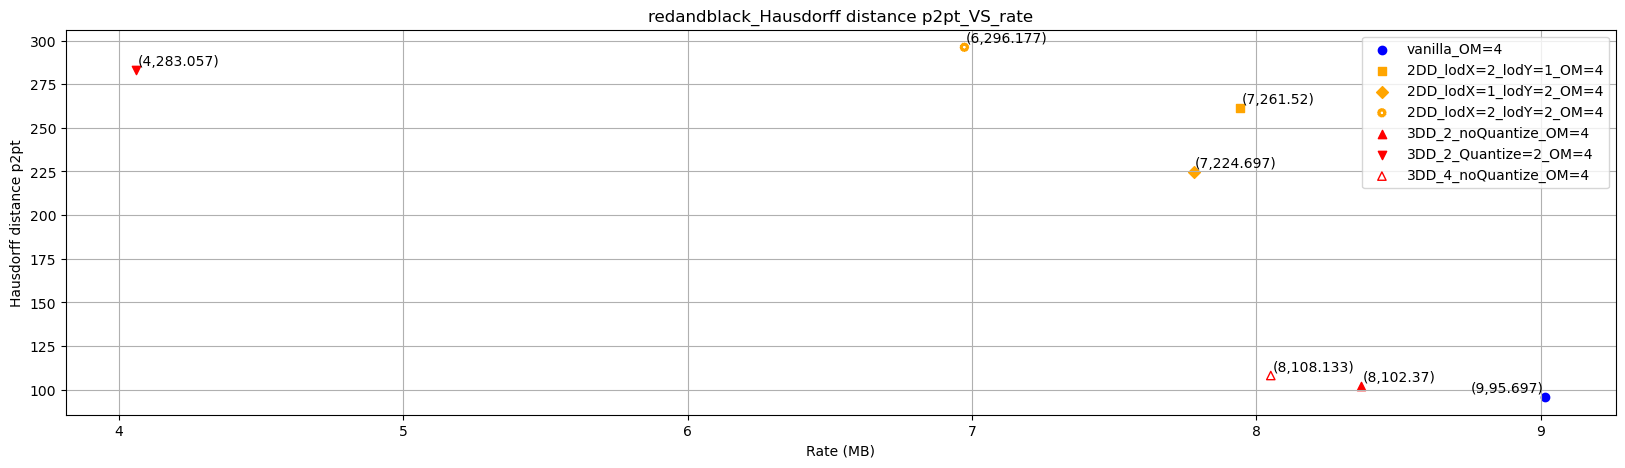 redandblack_Hausdorff distance p2pt_VS_rate
Hausdorff distance p2pt
300
275
250
225
200
175
150
125
100
(4,283.057)
(6,296.177)
(7,261.52)
(7,224.697)
(8,108.133)
(8,102.37)
(9,95.697)
vanilla_OM=4
2DD_lodX=2_lodY=1_OM=4
2DD_lodX=1_lodY=2_OM=4
2DD_lodX=2_lodY=2_OM=4
3DD_2_noQuantize_OM=4
3DD_2_Quantize=2_OM=4
3DD_4_noQuantize_OM=4
4
5
6
7
8
9
Rate (MB)